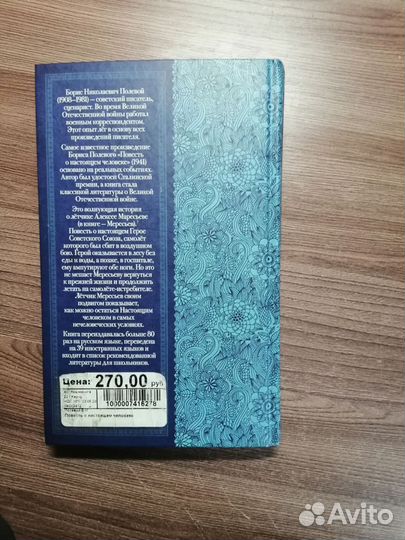 Борис Николаевич Полевой
(1908–1981) — советский писатель,
сценарист. Во время Великой
Отечественной войны работал
военным корреспондентом.
Этот опыт лёг в основу всех
произведений писателя.
Самое известное произведение
Бориса Полевого «Повесть
о настоящем человеке» (1941)
основано на реальных событиях.
Автор был удостоен Сталинской
премии, а книга стала
классикой литературы о Великой
Отечественной войне.
Это волнующая история
о лётчике Алексее Маресьеве
(в книге — Мересьев).
Повесть о настоящем Герое
Советского Союза, самолёт
которого был сбит в воздушном
бою. Герой оказывается в лесу без
еды и воды, а позже, в госпитале,
ему ампутируют обе ноги. Но это
не мешает Мересьеву вернуться
к прежней жизни и продолжить
летать на самолёте-истребителе.
Лётчик Мересьев своим
подвигом показывает,
как можно остаться Настоящим
человеком в самых
нечеловеческих условиях.
Книга переиздавалась больше 80
раз на русском языке, переведена
на 39 иностранных языков и
входит в список рекомендованной
литературы для школьников.
Цена: 270,00 руб
1000007416278
Повесть о настоящем человеке
Avito